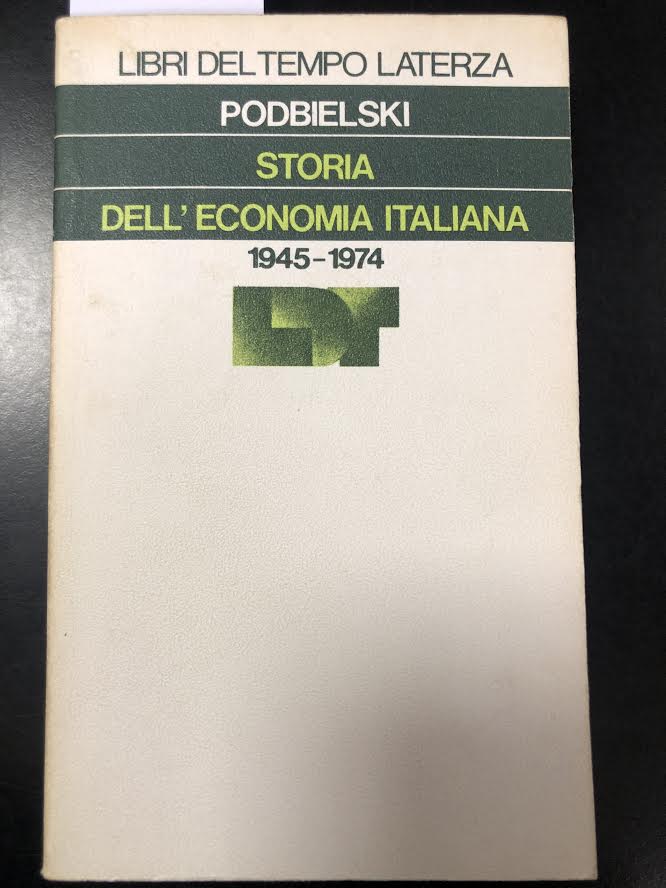 LIBRI DEL TEMPO LATERZA
PODBIELSKI
STORIA
DELL'ECONOMIA ITALIANA
1945-1974
LDT